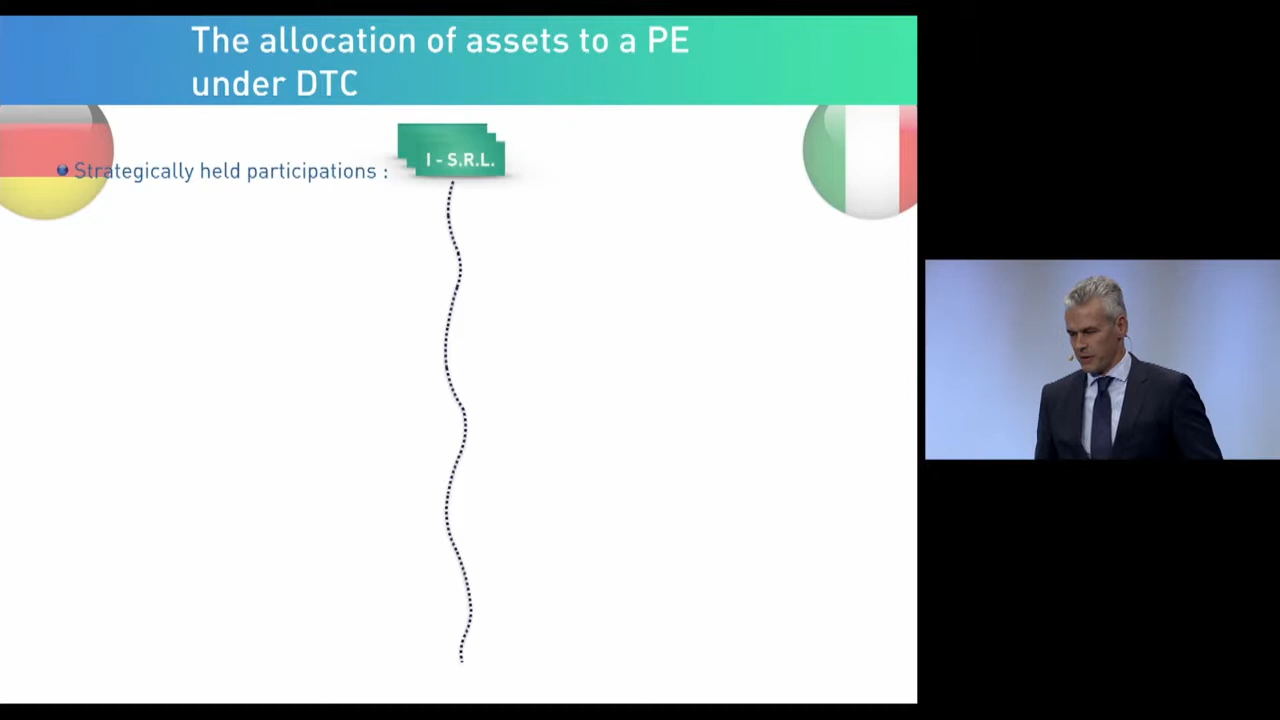 The allocation of assets to a PE
under DTC
Strategically held participations :
I - S.R.L.